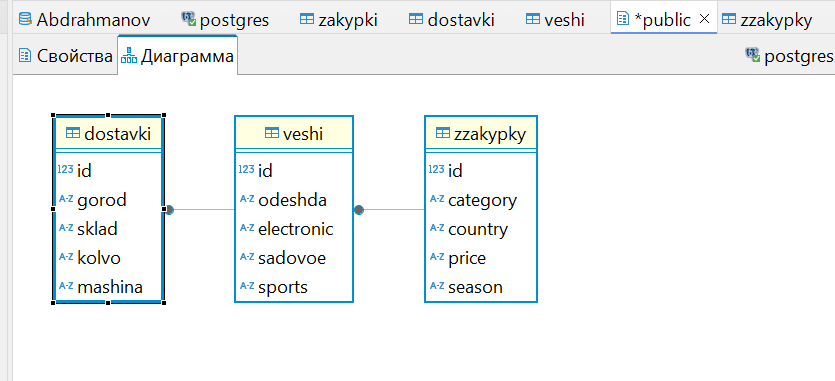 Abdrahmanov postgres zakypki dostavki veshi *public zzakypky
Свойства Диаграмма postgres
dostavki
123 id
A-Z gorod
A-Z sklad
A-Z kolvo
A-Z mashina
veshi
123 id
A-Z odeshda
A-Z electronic
A-Z sadovoe
A-Z sports
zzakypky
123 id
A-Z category
A-Z country
A-Z price
A-Z season